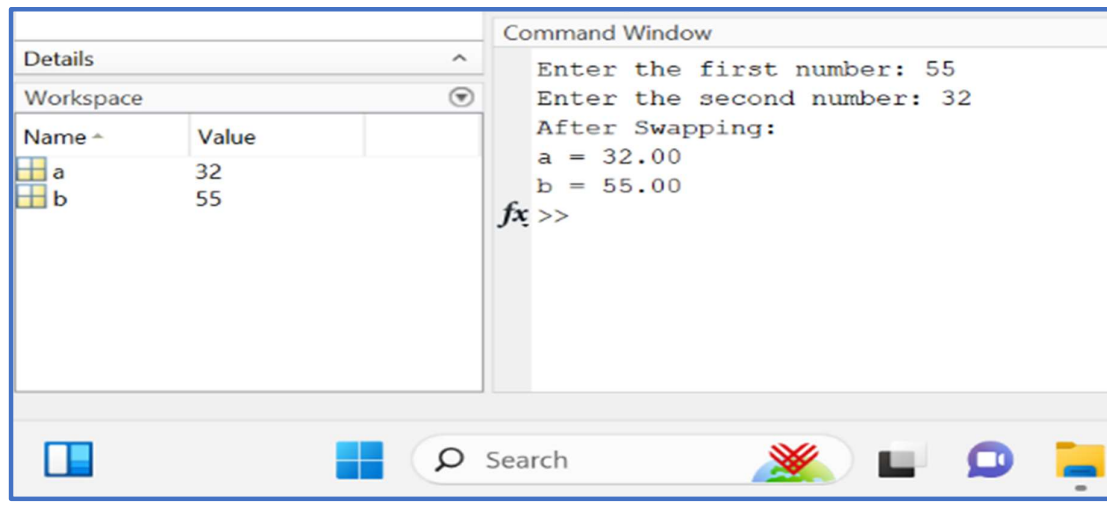 Details
Workspace
Name Value
a 32
b 55
Command Window
Enter the first number: 55
Enter the second number: 32
After Swapping:
a = 32.00
b = 55.00
fx >>
Search